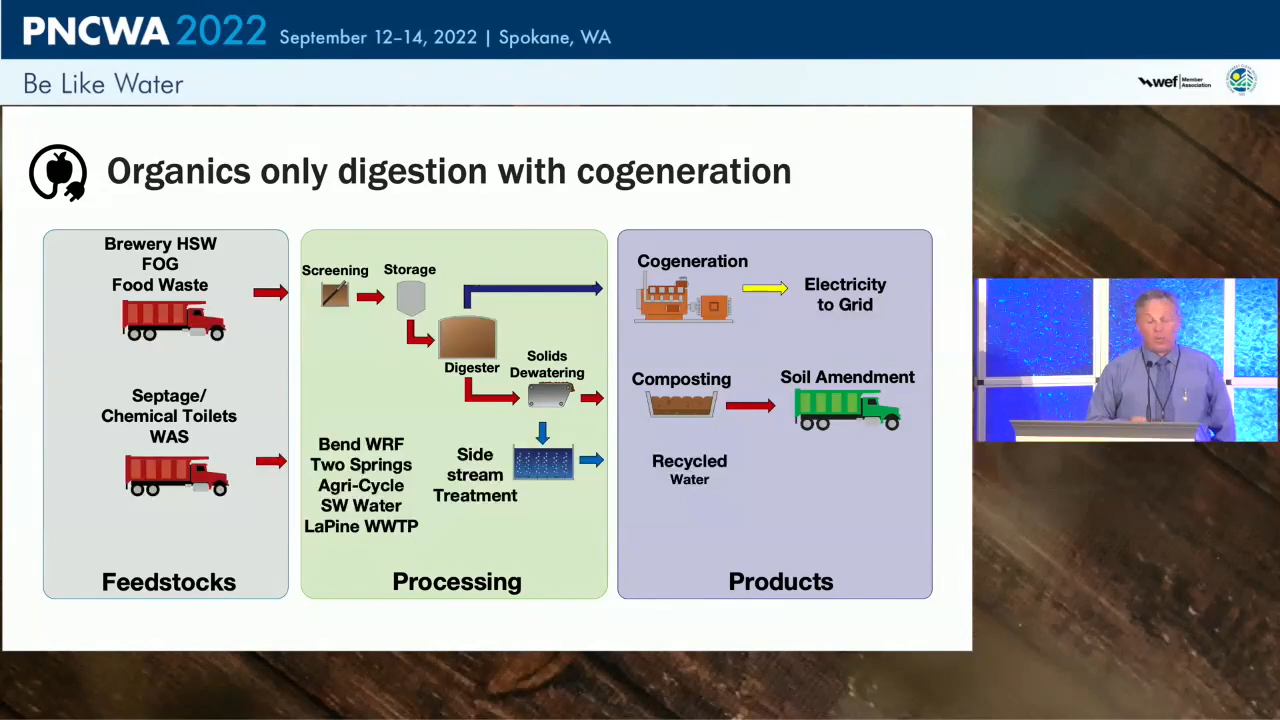 PNCWA 2022 September 12–14, 2022 | Spokane, WA
Be Like Water
wef Member Association
Organics only digestion with cogeneration
Brewery HSW
FOG
Food Waste
Septage/
Chemical Toilets
WAS
Feedstocks
Screening
Storage
Digester
Solids
Dewatering
Bend WRF
Two Springs
Agri-Cycle
SW Water
LaPine WWTP
Side
stream
Treatment
Processing
Cogeneration
Electricity
to Grid
Composting
Soil Amendment
Recycled
Water
Products